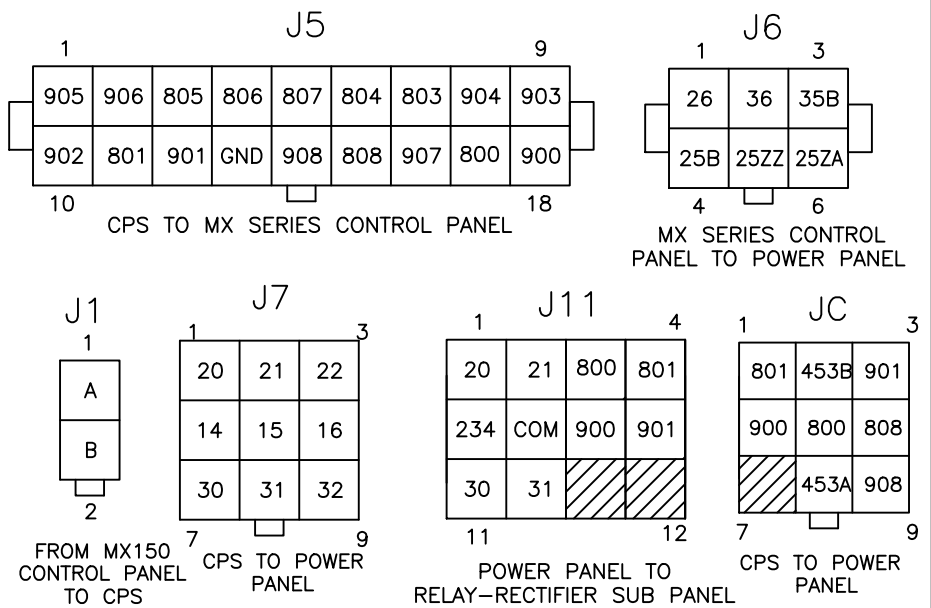 J5
1 9
905 906 805 806 807 804 803 904 903
902 801 901 GND 908 808 907 800 900
10 18
CPS TO MX SERIES CONTROL PANEL
J6
1 3
26 36 35B
25B 25ZZ 25ZA
4 6
MX SERIES CONTROL
PANEL TO POWER PANEL
J1
1
A
B
2
FROM MX150
CONTROL PANEL
TO CPS
J7
1 3
20 21 22
14 15 16
30 31 32
7 9
CPS TO POWER
PANEL
J11
1 4
20 21 800 801
234 COM 900 901
30 31
11 12
POWER PANEL TO
RELAY-RECTIFIER SUB PANEL
JC
1 3
801 453B 901
900 800 808
453A 908
7 9
CPS TO POWER
PANEL